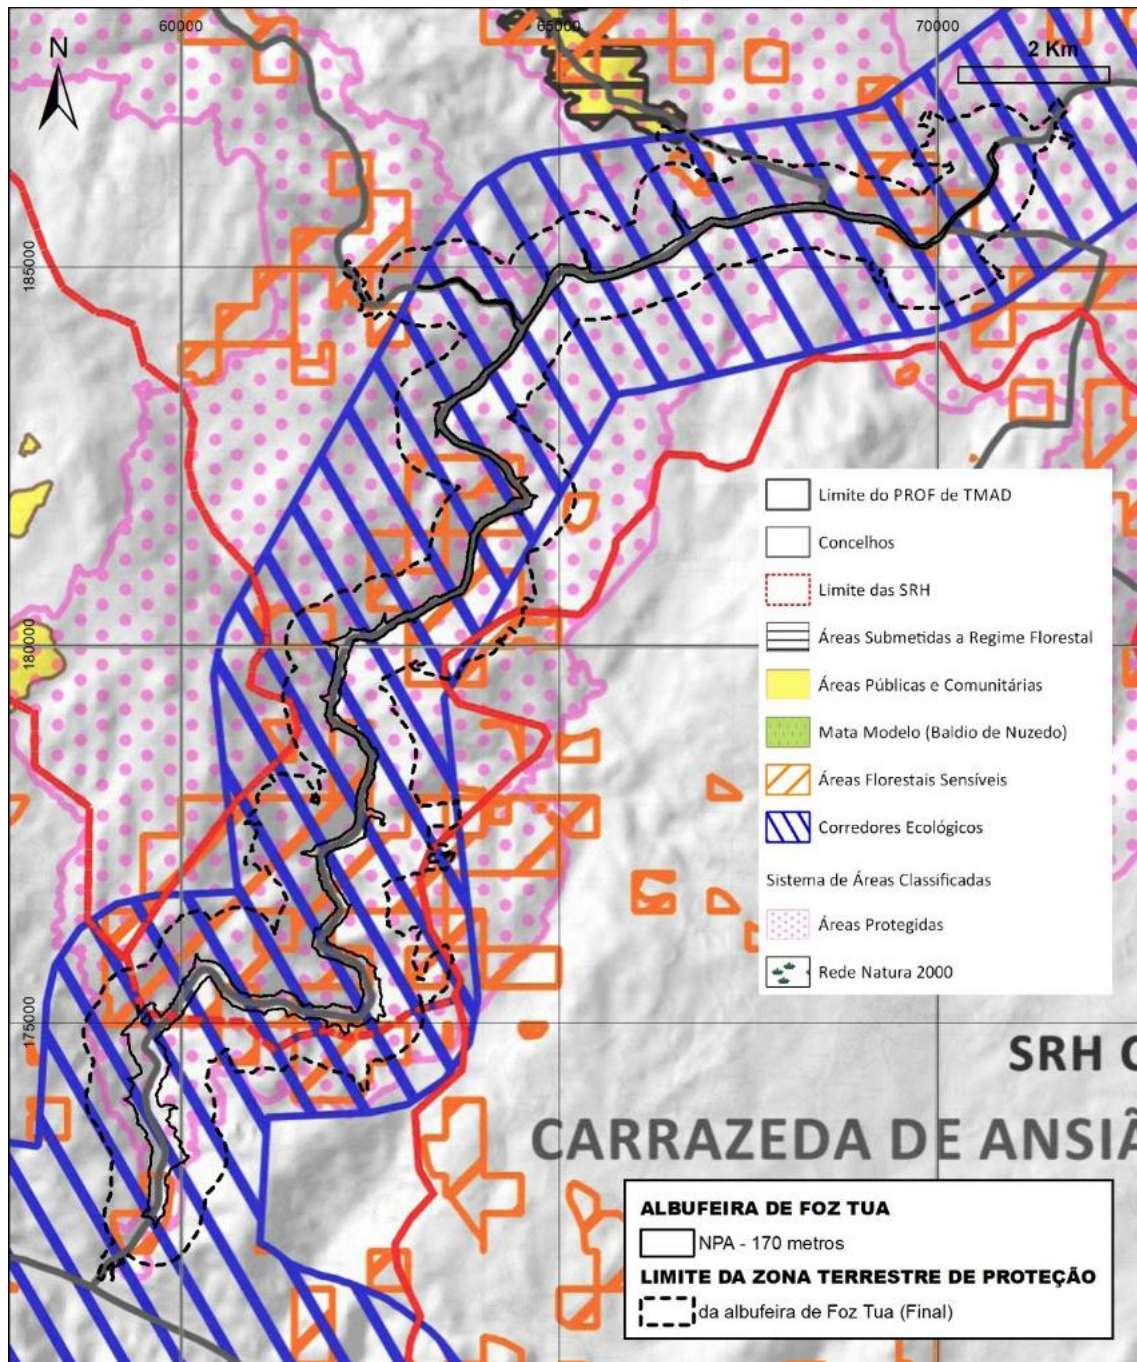 60000
65000
70000
N
2 Km
185000
180000
175000
Limite do PROF de TMAD
Concelhos
Limite das SRH
Áreas Submetidas a Regime Florestal
Áreas Públicas e Comunitárias
Mata Modelo (Baldio de Nuzedo)
Áreas Florestais Sensíveis
Corredores Ecológicos
Sistema de Áreas Classificadas
Áreas Protegidas
Rede Natura 2000
SRH
CARRAZEDA DE ANSIÃ
ALBUFEIRA DE FOZ TUA
NPA - 170 metros
LIMITE DA ZONA TERRESTRE DE PROTEÇÃO
da albufeira de Foz Tua (Final)